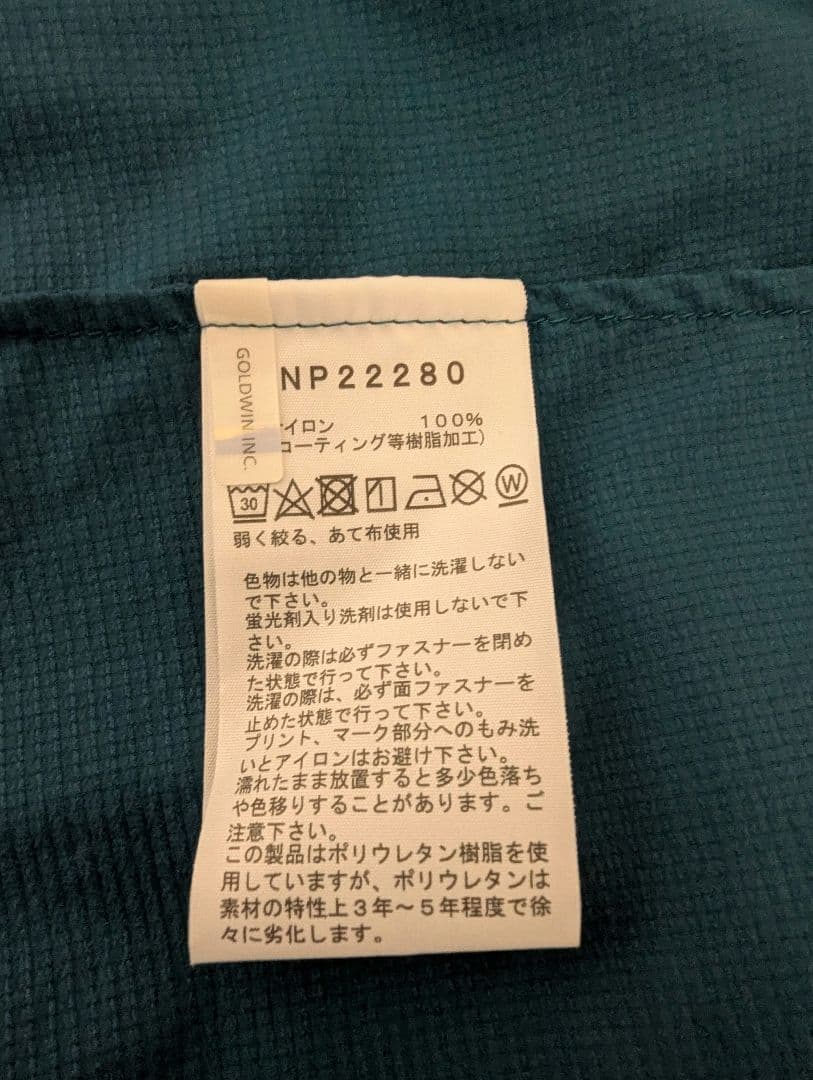 GOLDWIN INC.
NP22280
イロン 100%
コーティング等樹脂加工)
30
W
弱く絞る、あて布使用
色物は他の物と一緒に洗濯しない
で下さい。
蛍光剤入り洗剤は使用しないで下
さい。
洗濯の際は必ずファスナーを閉め
た状態で行って下さい。
洗濯の際は、必ず面ファスナーを
止めた状態で行って下さい。
プリント、マーク部分へのもみ洗
いとアイロンはお避け下さい。
濡れたまま放置すると多少色落ち
や色移りすることがあります。ご
注意下さい。
この製品はポリウレタン樹脂を使
用していますが、ポリウレタンは
素材の特性上3年～5年程度で徐
々に劣化します。